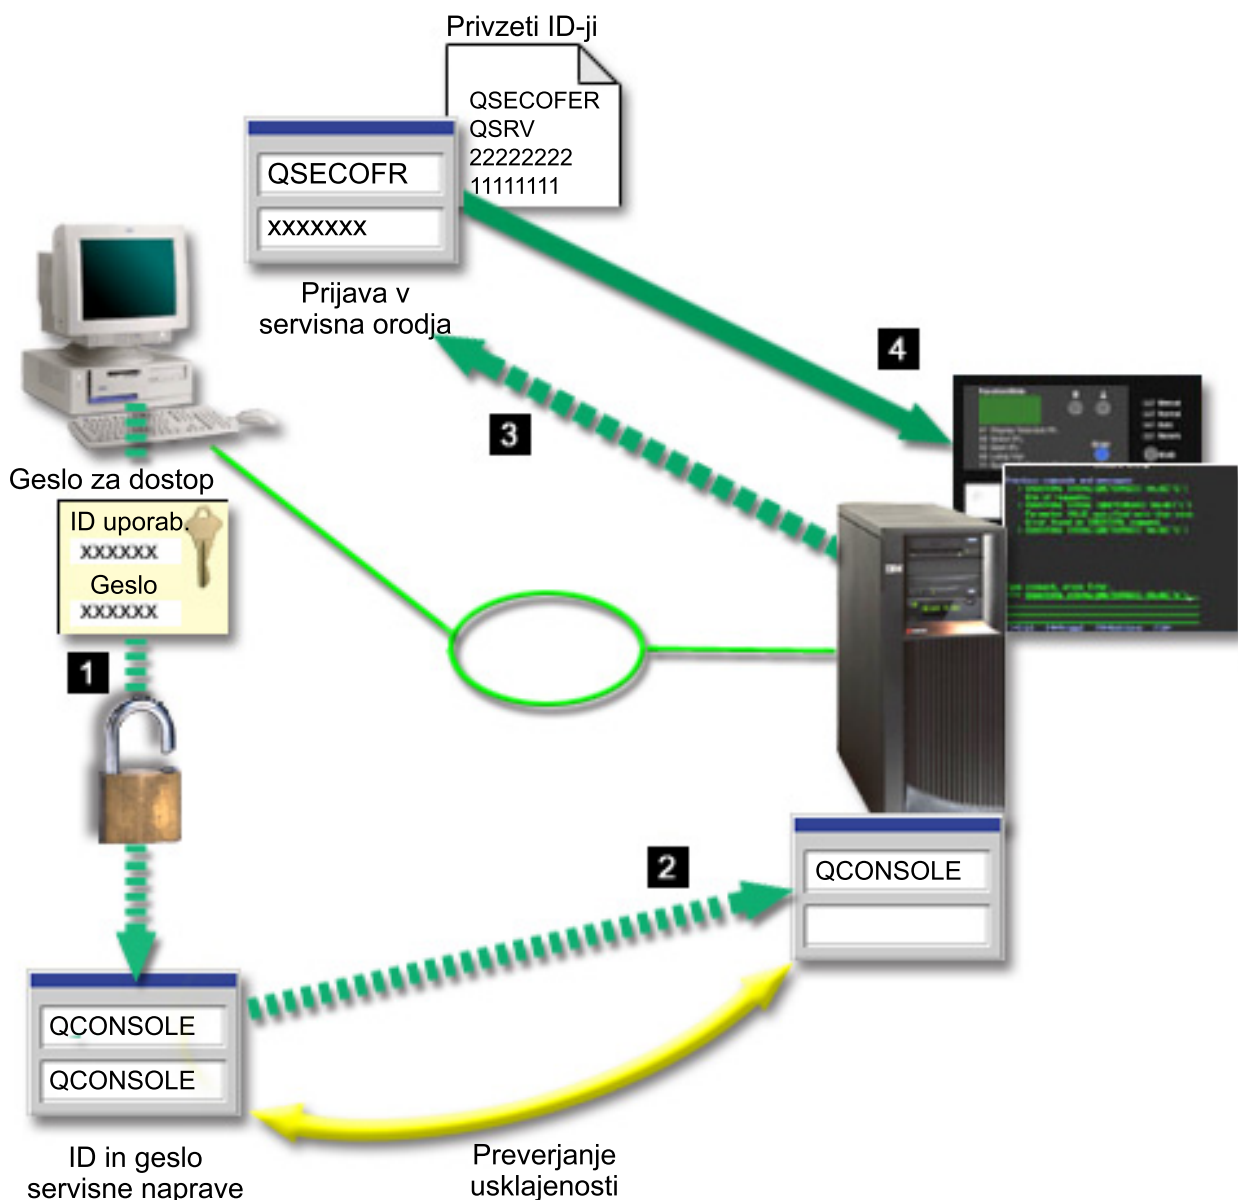 Privzeti ID-ji
QSECOFER
QSRV
22222222
11111111
QSECOFR
xxxxxxx
Prijava v
servisna orodja
4
3
Geslo za dostop
ID uporab.
xxxxxx
Geslo
xxxxxx
1
IBM
2
QCONSOLE
QCONSOLE
QCONSOLE
ID in geslo
servisne naprave
Preverjanje
usklajenosti